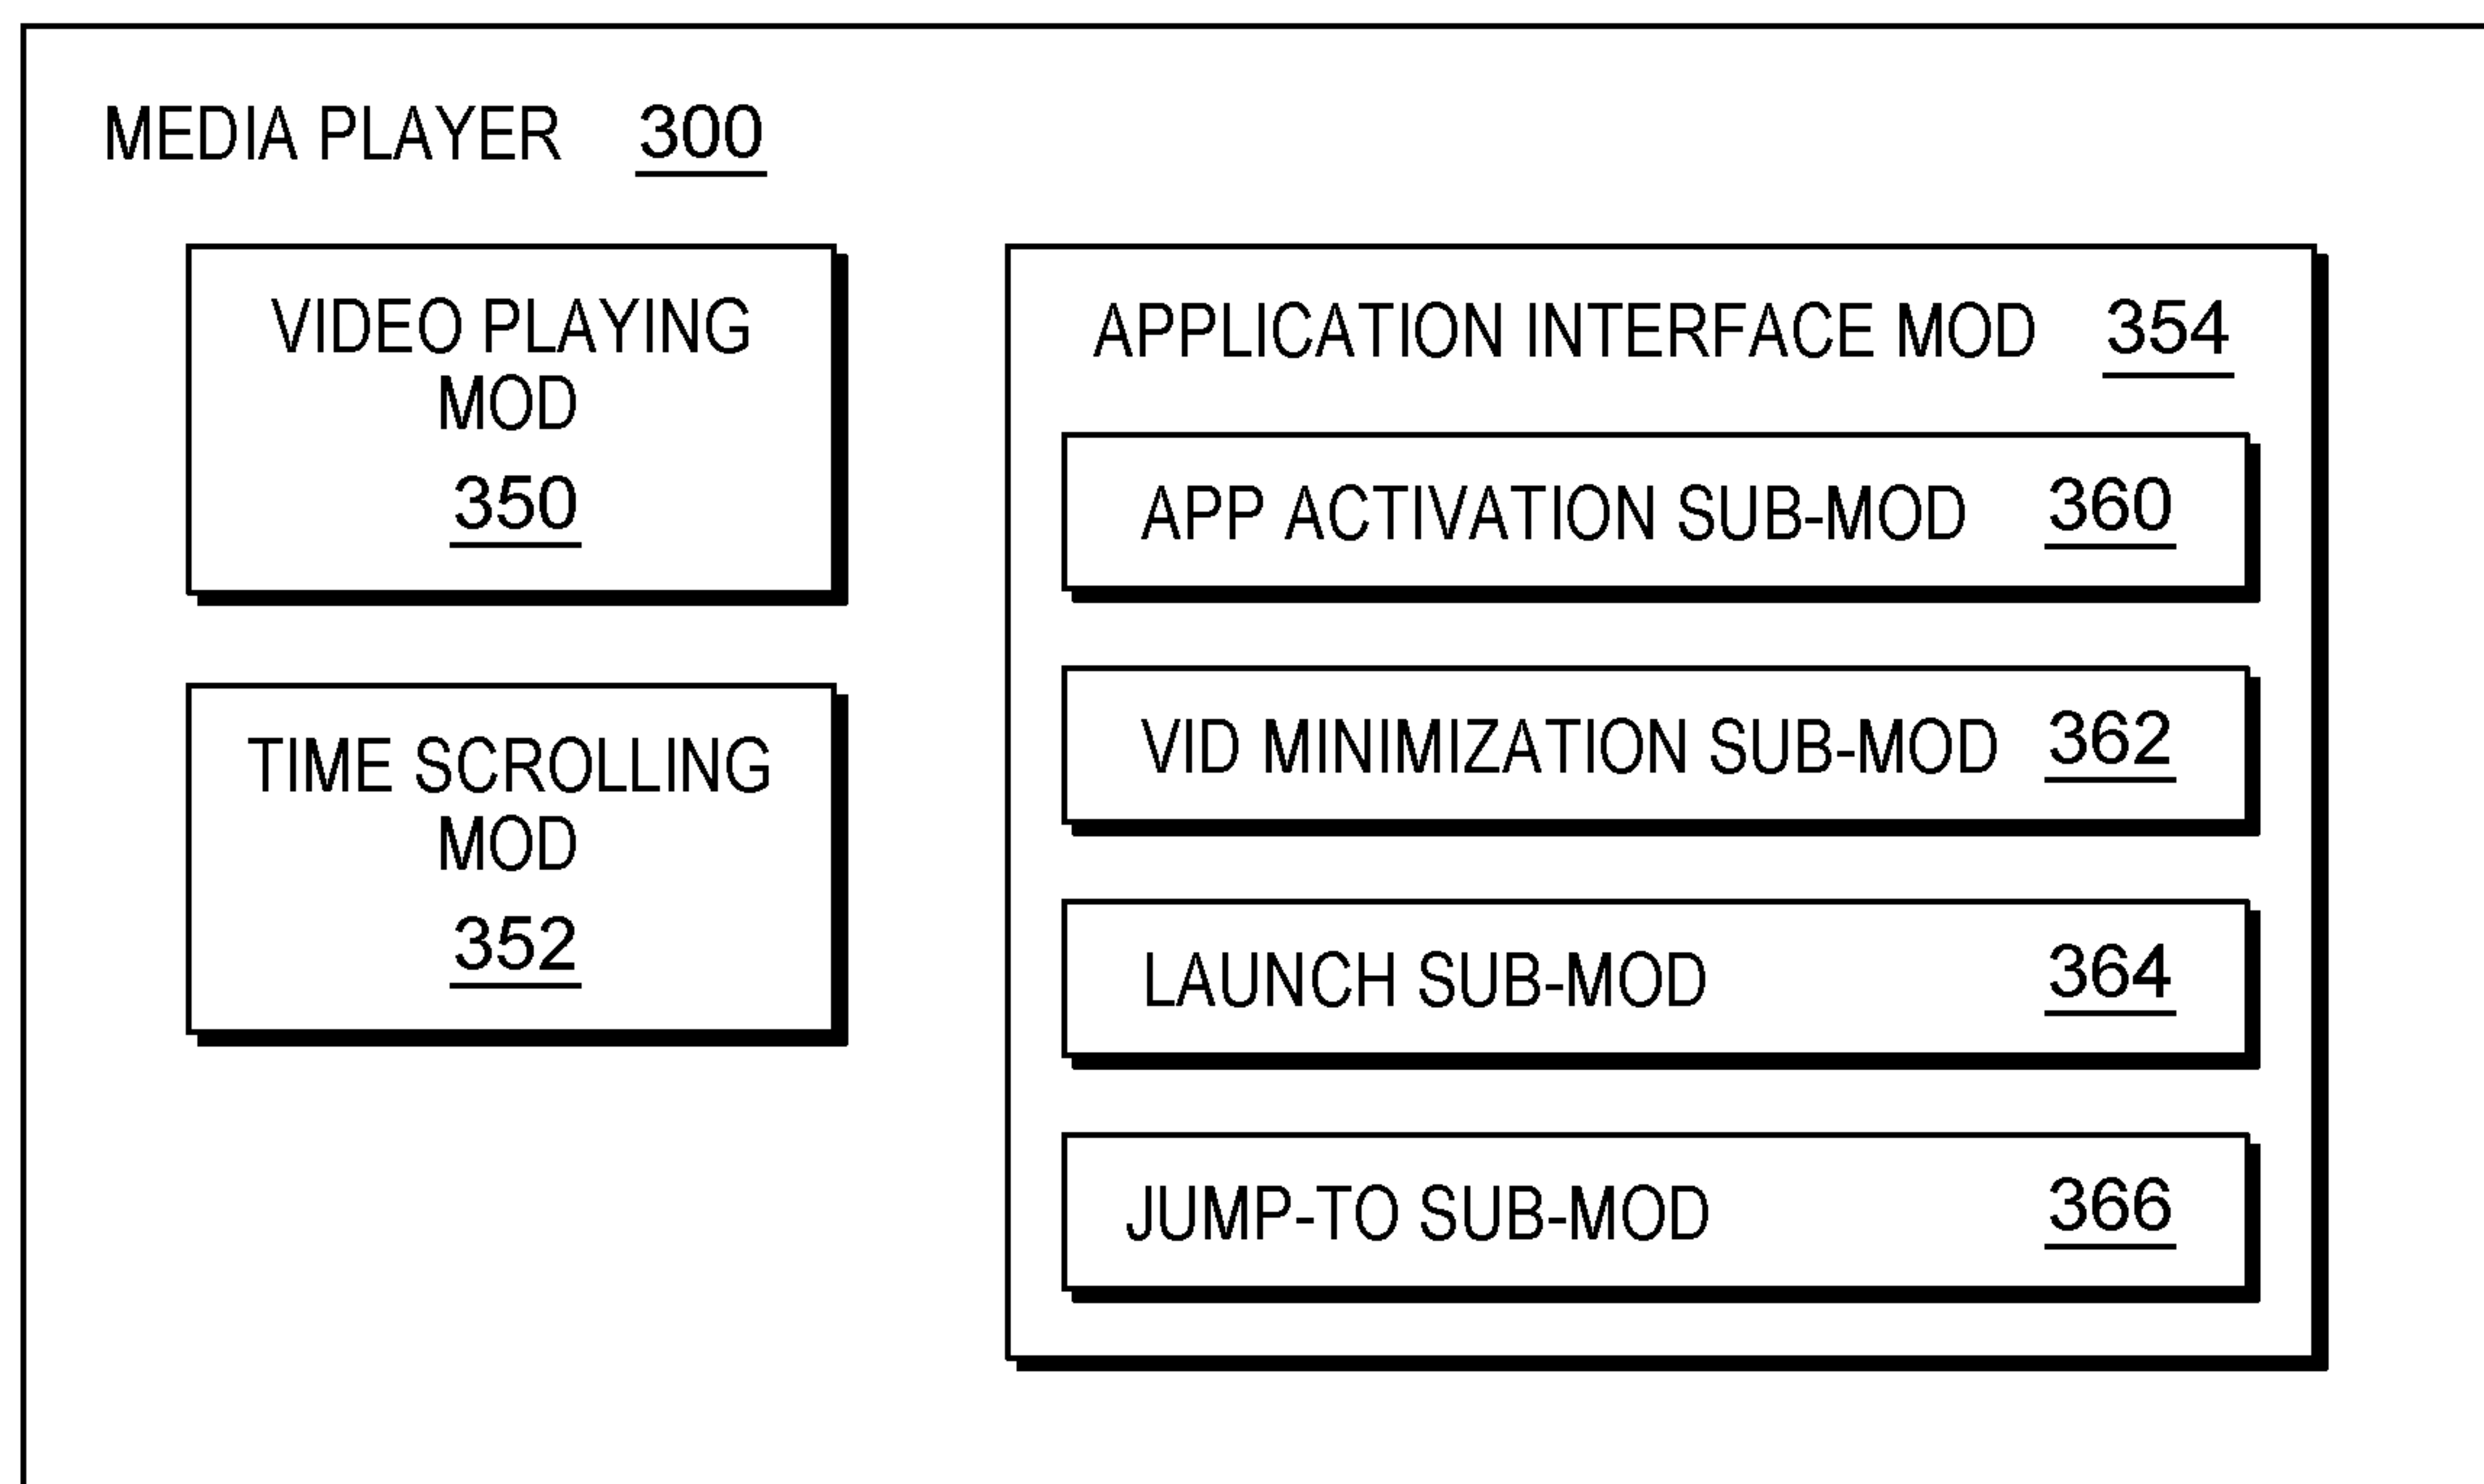 MEDIA PLAYER 300
VIDEO PLAYING
MOD
350
TIME SCROLLING
MOD
352
APPLICATION INTERFACE MOD 354
APP ACTIVATION SUB-MOD 360
VID MINIMIZATION SUB-MOD 362
LAUNCH SUB-MOD 364
JUMP-TO SUB-MOD 366